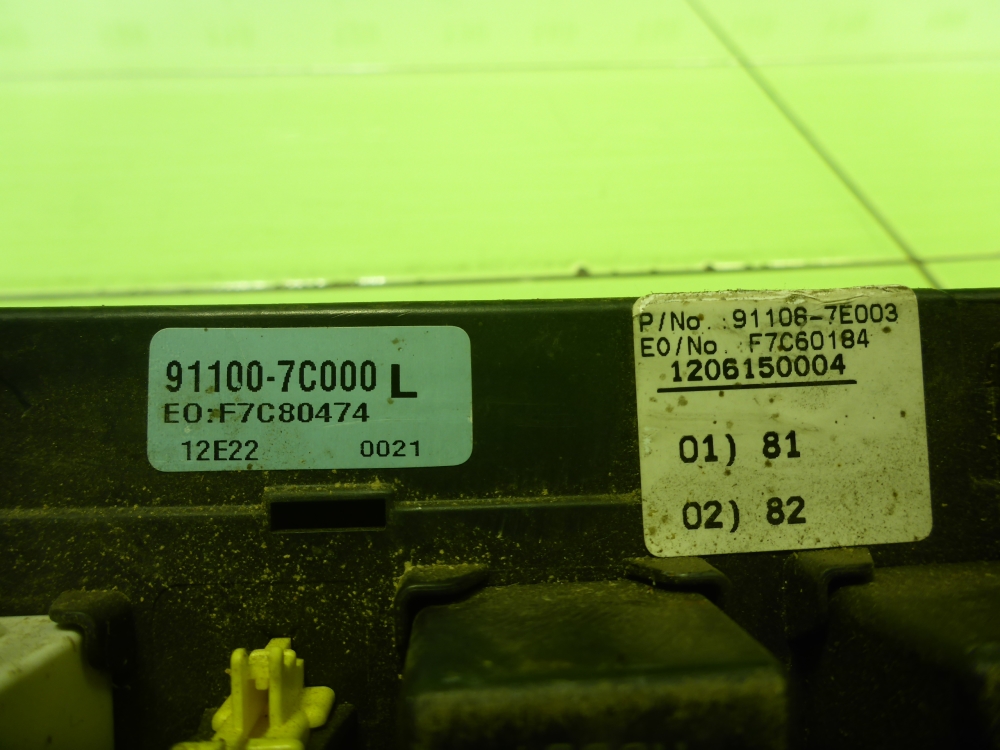 91100-7C000 L
EO:F7C80474
12E22 0021
P/No. 91106-7E003
EO/No. F7C60184
1206150004
01) 81
02) 82